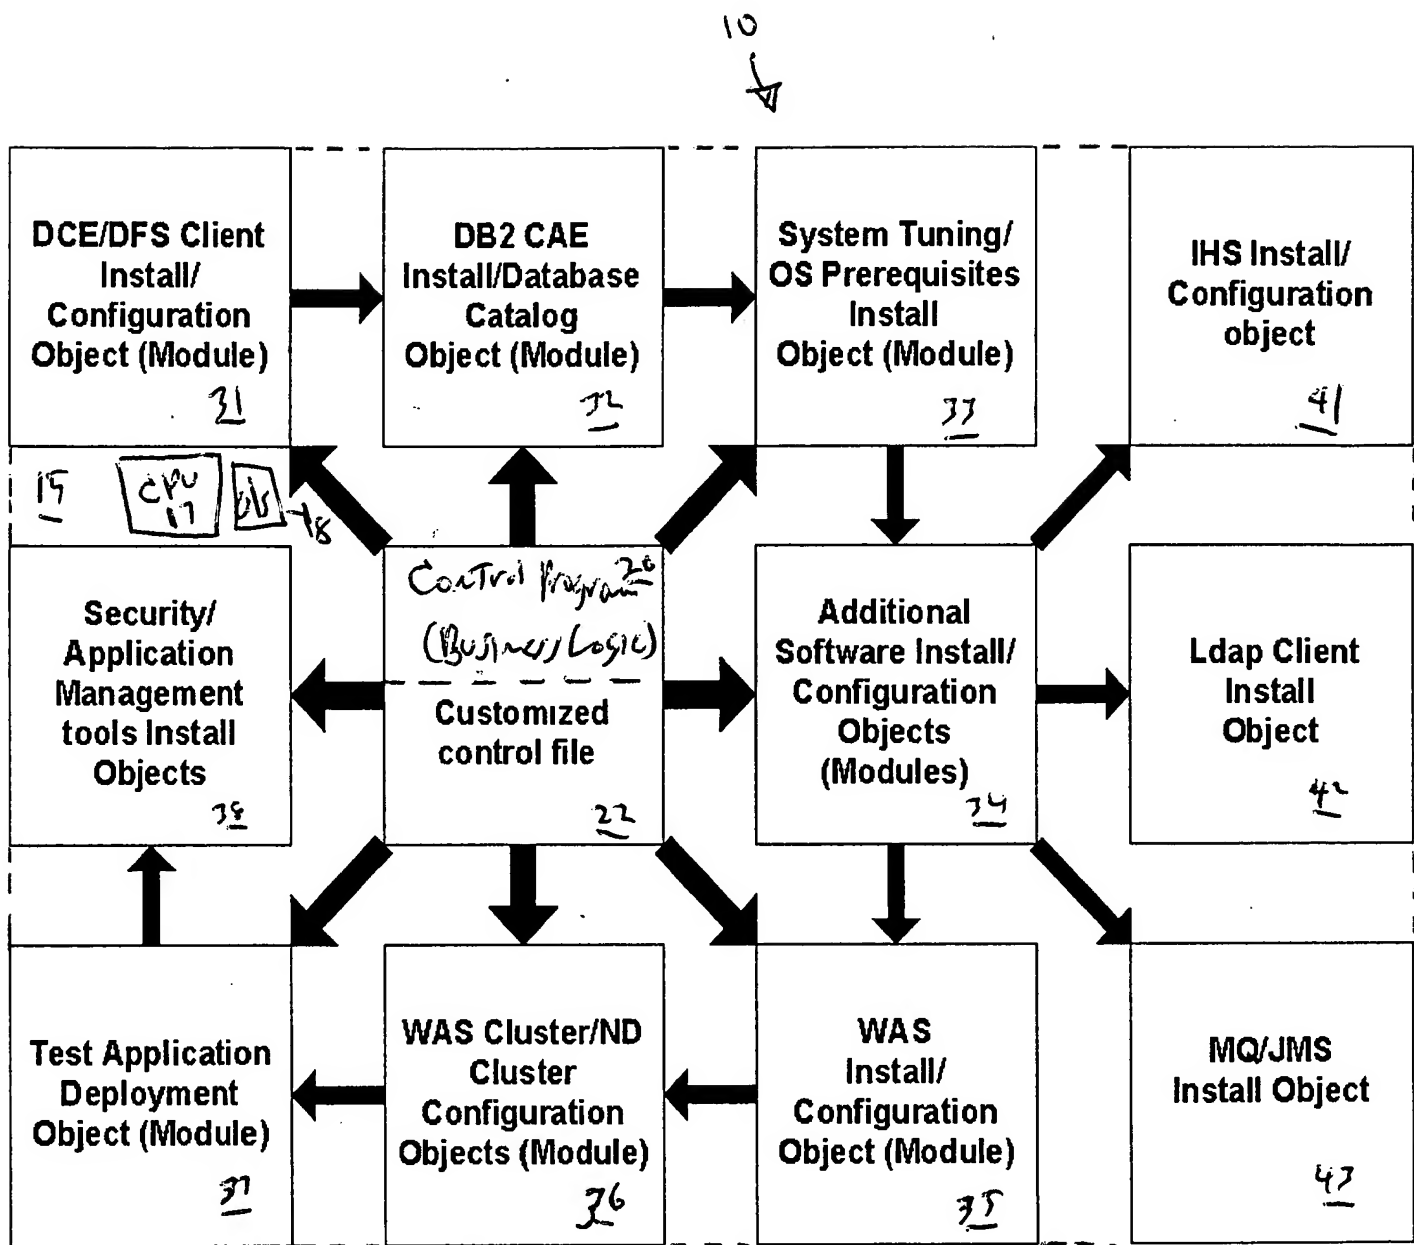 10
DCE/DFS Client
Install/
Configuration
Object (Module)
31
DB2 CAE
Install/Database
Catalog
Object (Module)
32
System Tuning/
OS Prerequisites
Install
Object (Module)
33
IHS Install/
Configuration
object
41
15
CPU
17
18
Security/
Application
Management
tools Install
Objects
38
Control Program 20
(Business Logic)
Customized
control file
22
Additional
Software Install/
Configuration
Objects
(Modules)
34
Ldap Client
Install
Object
42
Test Application
Deployment
Object (Module)
37
WAS Cluster/ND
Cluster
Configuration
Objects (Module)
36
WAS
Install/
Configuration
Object (Module)
35
MQ/JMS
Install Object
43